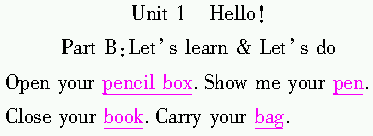 Unit 1 Hello!
Part B:Let's learn & Let's do
Open your pencil box. Show me your pen.
Close your book. Carry your bag.